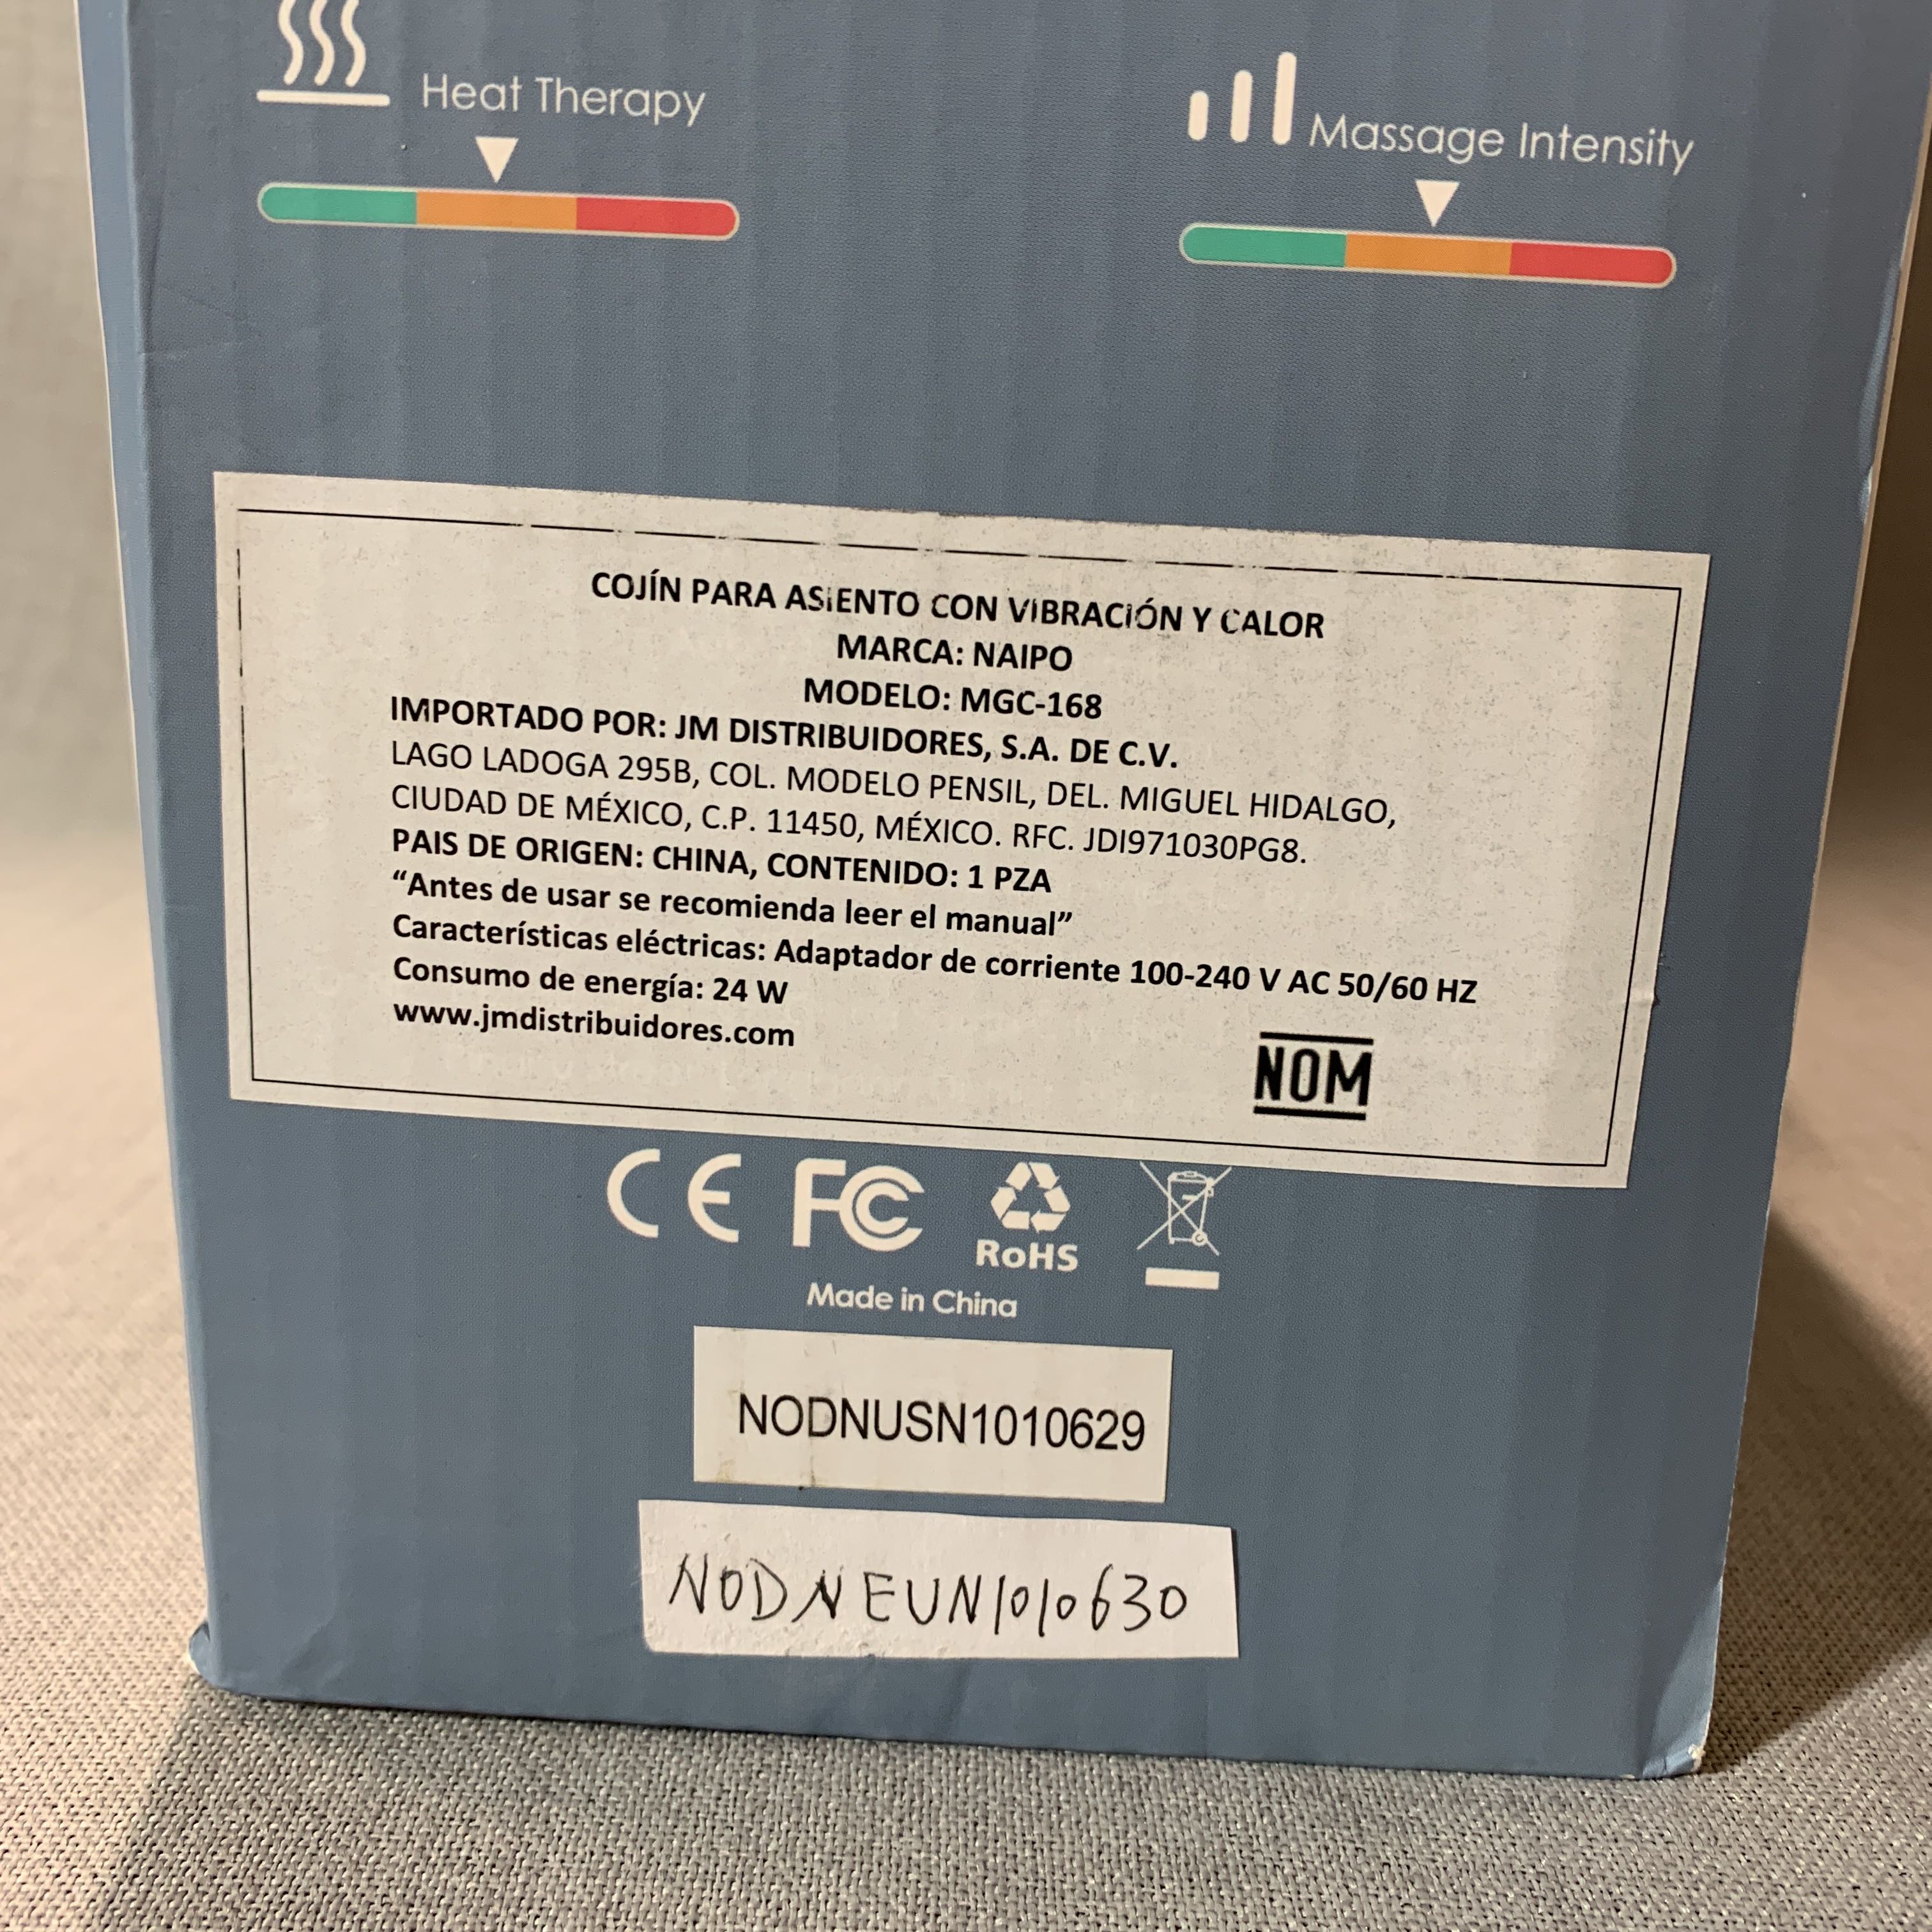 Heat Therapy
Massage Intensity
COJÍN PARA ASIENTO CON VIBRACIÓN Y CALOR
MARCA: NAIPO
MODELO: MGC-168
IMPORTADO POR: JM DISTRIBUIDORES, S.A. DE C.V.
LAGO LADOGA 295B, COL. MODELO PENSIL, DEL. MIGUEL HIDALGO,
CIUDAD DE MÉXICO, C.P. 11450, MÉXICO. RFC. JDI971030PG8.
PAIS DE ORIGEN: CHINA, CONTENIDO: 1 PZA
“Antes de usar se recomienda leer el manual”
Características eléctricas: Adaptador de corriente 100-240 V AC 50/60 HZ
Consumo de energía: 24 W
www.jmdistribuidores.com
NOM
CE FC RoHS
Made in China
NODNUSN1010629
NODNEUN1010630